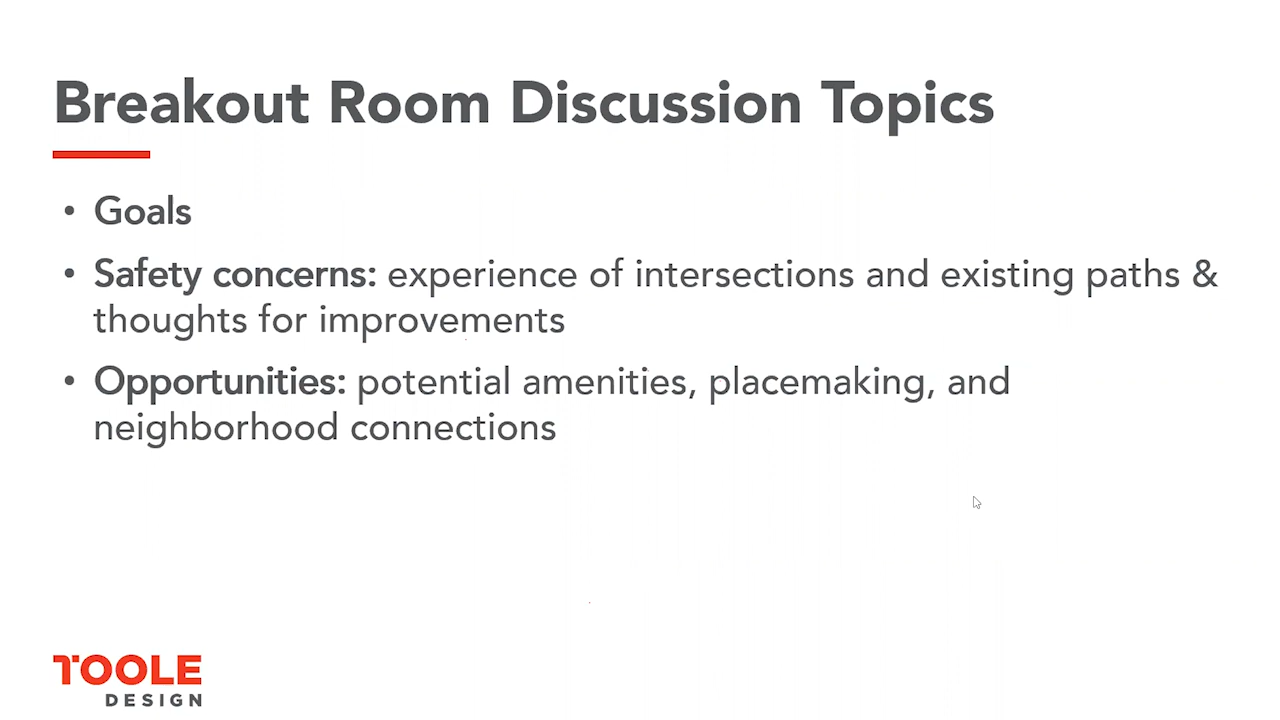 Breakout Room Discussion Topics
• Goals
• Safety concerns: experience of intersections and existing paths &
thoughts for improvements
• Opportunities: potential amenities, placemaking, and
neighborhood connections
TOOLE
DESIGN